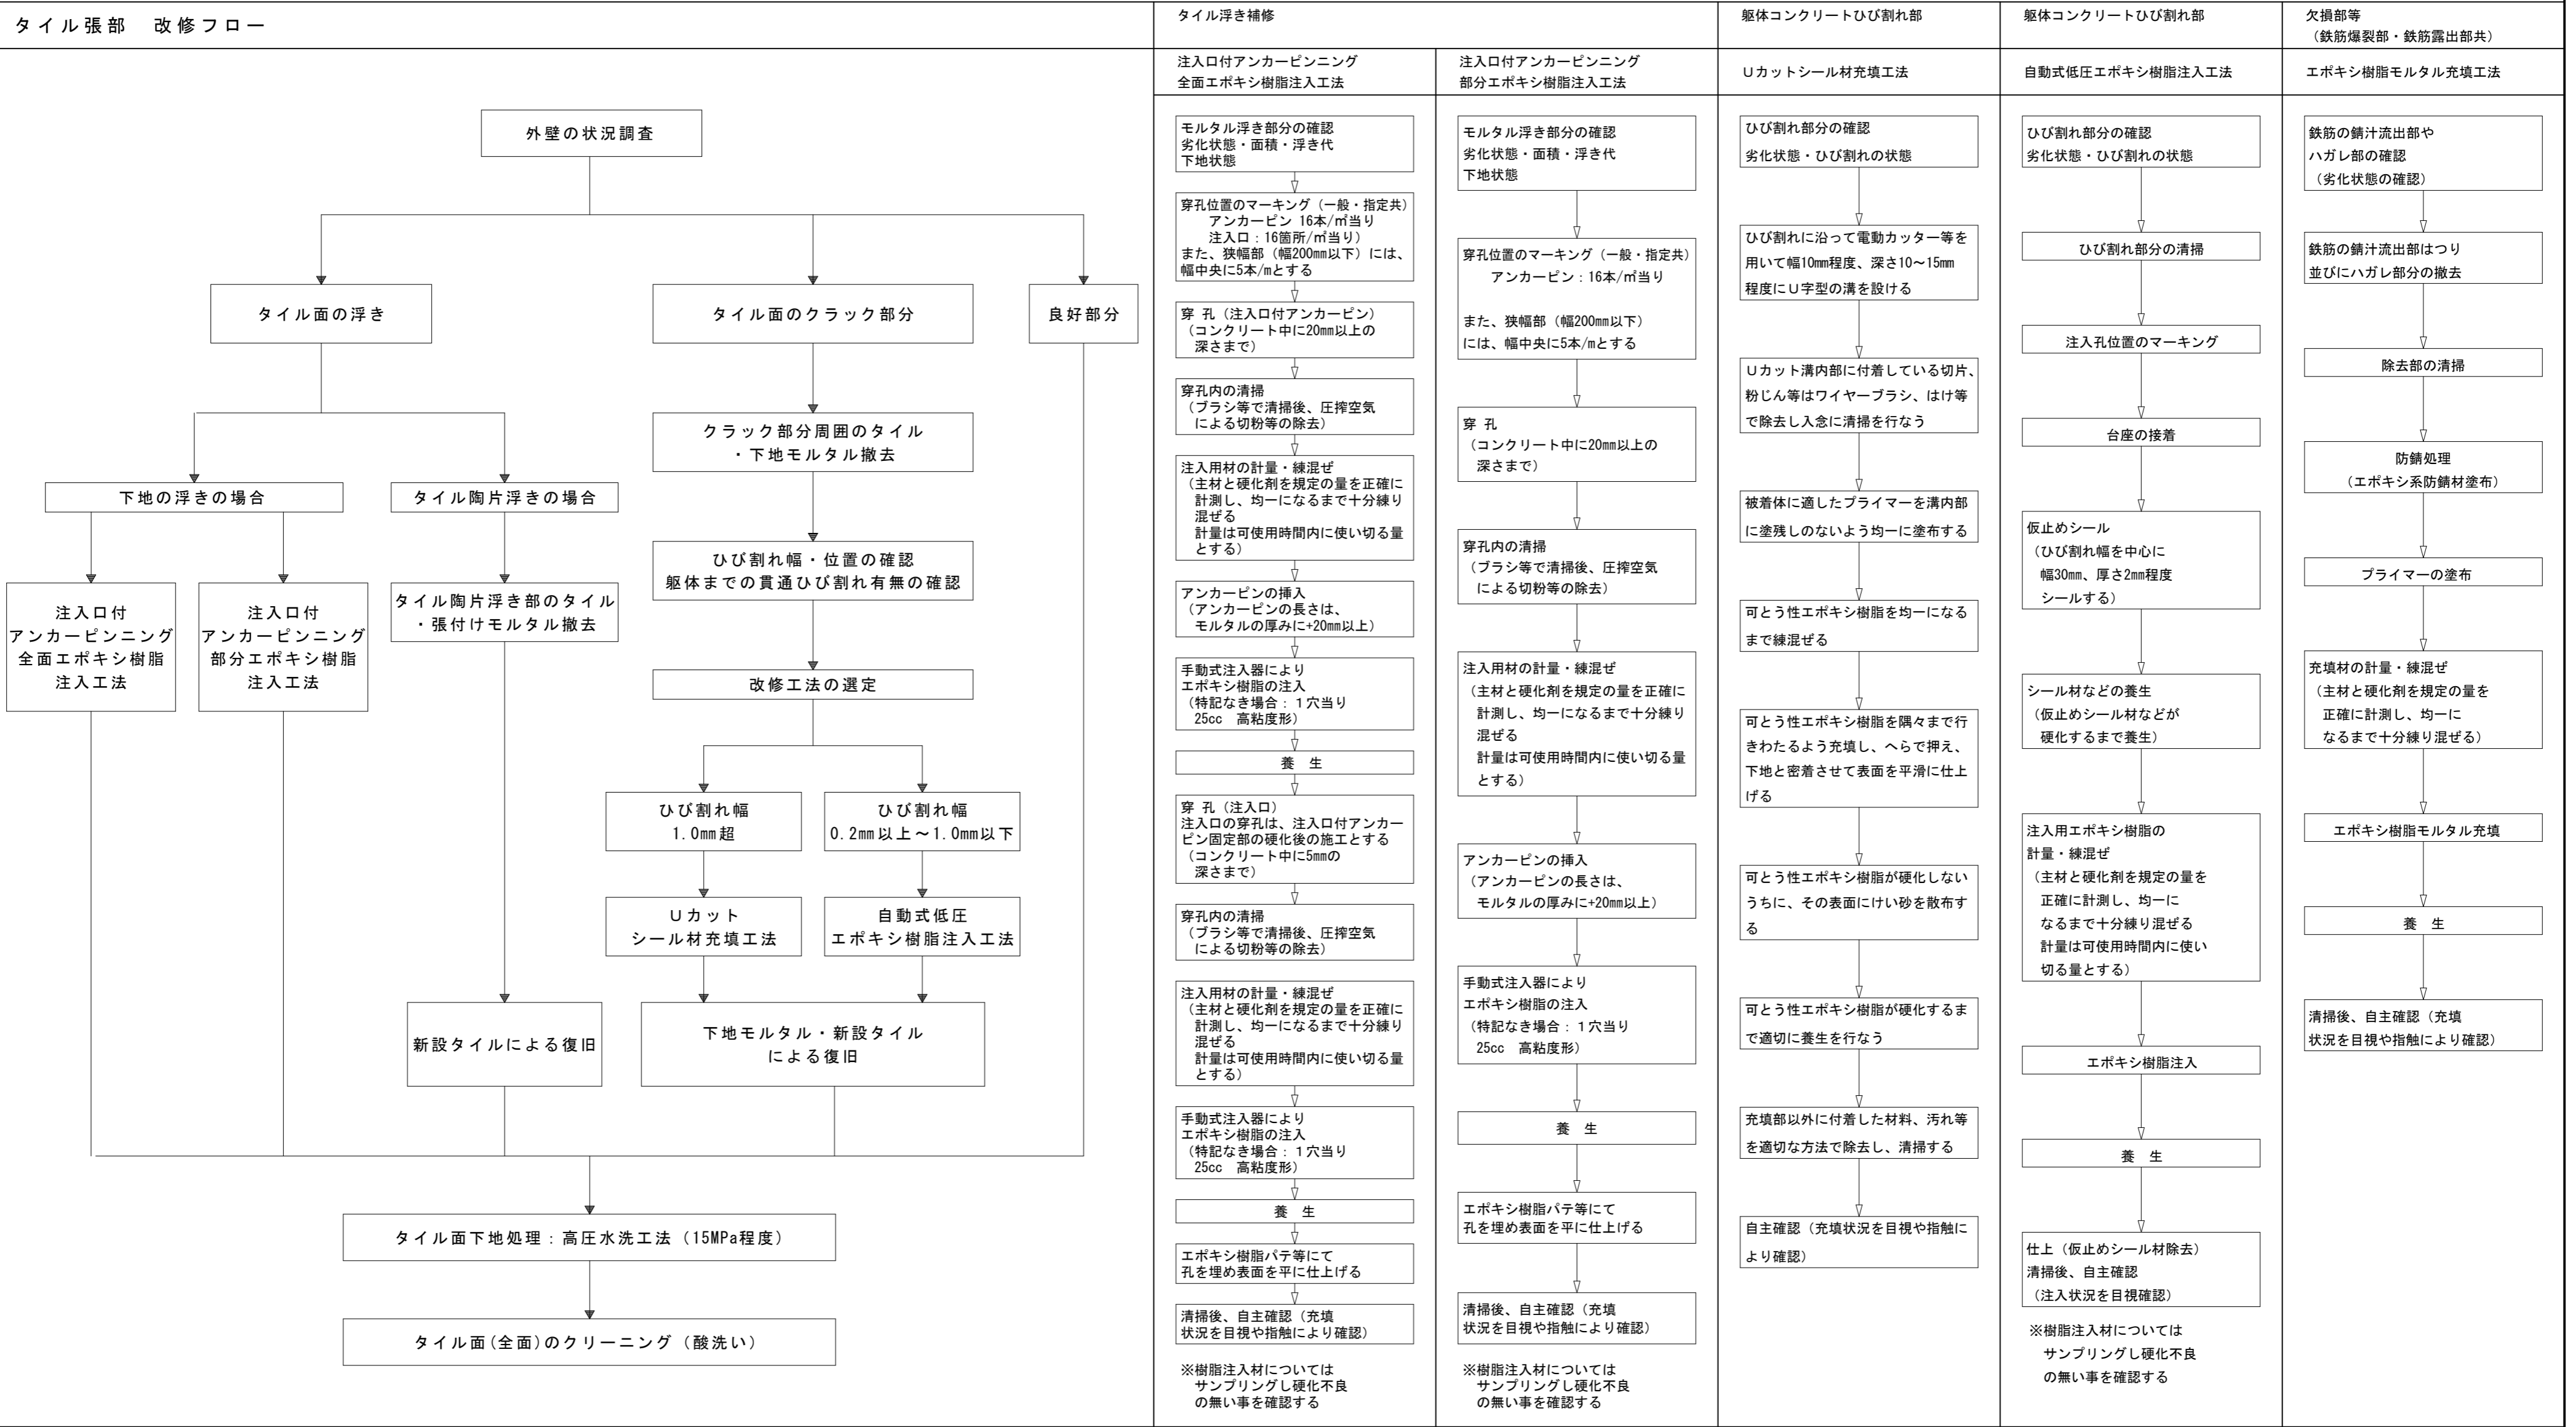 タイル張部　改修フロー
外壁の状況調査
タイル面の浮き
タイル面のクラック部分
良好部分
クラック部分周囲のタイル
・下地モルタル撤去
下地の浮きの場合
タイル陶片浮きの場合
ひび割れ幅・位置の確認
躯体までの貫通ひび割れ有無の確認
注入口付
アンカーピンニング
全面エポキシ樹脂
注入工法
注入口付
アンカーピンニング
部分エポキシ樹脂
注入工法
タイル陶片浮き部のタイル
・張付けモルタル撤去
改修工法の選定
ひび割れ幅
1.0㎜超
ひび割れ幅
0.2㎜以上～1.0㎜以下
Uカット
シール材充填工法
自動式低圧
エポキシ樹脂注入工法
新設タイルによる復旧
下地モルタル・新設タイル
による復旧
タイル面下地処理：高圧水洗工法（15MPa程度）
タイル面(全面)のクリーニング（酸洗い）
タイル浮き補修
注入口付アンカーピンニング
全面エポキシ樹脂注入工法
モルタル浮き部分の確認
劣化状態・面積・浮き代
下地状態
穿孔位置のマーキング（一般・指定共）
アンカーピン 16本/㎡当り
注入口：16箇所/㎡当り）
また、狭幅部（幅200㎜以下）には、
幅中央に5本/mとする
穿 孔（注入口付アンカーピン）
（コンクリート中に20㎜以上の
深さまで）
穿孔内の清掃
（ブラシ等で清掃後、圧搾空気
による切粉等の除去）
注入用材の計量・練混ぜ
（主材と硬化剤を規定の量を正確に
計測し、均一になるまで十分練り
混ぜる
計量は可使用時間内に使い切る量
とする）
アンカーピンの挿入
（アンカーピンの長さは、
モルタルの厚みに+20㎜以上）
手動式注入器により
エポキシ樹脂の注入
（特記なき場合：１穴当り
25cc　高粘度形）
養　生
穿 孔（注入口）
注入口の穿孔は、注入口付アンカー
ピン固定部の硬化後の施工とする
（コンクリート中に5㎜の
深さまで）
穿孔内の清掃
（ブラシ等で清掃後、圧搾空気
による切粉等の除去）
注入用材の計量・練混ぜ
（主材と硬化剤を規定の量を正確に
計測し、均一になるまで十分練り
混ぜる
計量は可使用時間内に使い切る量
とする）
手動式注入器により
エポキシ樹脂の注入
（特記なき場合：１穴当り
25cc　高粘度形）
養　生
エポキシ樹脂パテ等にて
孔を埋め表面を平に仕上げる
清掃後、自主確認（充填
状況を目視や指触により確認）
※樹脂注入材については
サンプリングし硬化不良
の無い事を確認する
注入口付アンカーピンニング
部分エポキシ樹脂注入工法
モルタル浮き部分の確認
劣化状態・面積・浮き代
下地状態
穿孔位置のマーキング（一般・指定共）
アンカーピン：16本/㎡当り
また、狭幅部（幅200㎜以下）
には、幅中央に5本/mとする
穿 孔
（コンクリート中に20㎜以上の
深さまで）
穿孔内の清掃
（ブラシ等で清掃後、圧搾空気
による切粉等の除去）
注入用材の計量・練混ぜ
（主材と硬化剤を規定の量を正確に
計測し、均一になるまで十分練り
混ぜる
計量は可使用時間内に使い切る量
とする）
アンカーピンの挿入
（アンカーピンの長さは、
モルタルの厚みに+20㎜以上）
手動式注入器により
エポキシ樹脂の注入
（特記なき場合：１穴当り
25cc　高粘度形）
養　生
エポキシ樹脂パテ等にて
孔を埋め表面を平に仕上げる
清掃後、自主確認（充填
状況を目視や指触により確認）
※樹脂注入材については
サンプリングし硬化不良
の無い事を確認する
躯体コンクリートひび割れ部
Uカットシール材充填工法
ひび割れ部分の確認
劣化状態・ひび割れの状態
ひび割れに沿って電動カッター等を
用いて幅10㎜程度、深さ10～15㎜
程度にU字型の溝を設ける
Uカット溝内部に付着している切片、
粉じん等はワイヤーブラシ、はけ等
で除去し入念に清掃を行なう
被着体に適したプライマーを溝内部
に塗残しのないよう均一に塗布する
可とう性エポキシ樹脂を均一になる
まで練混ぜる
可とう性エポキシ樹脂を隅々まで行
きわたるよう充填し、へらで押え、
下地と密着させて表面を平滑に仕上
げる
可とう性エポキシ樹脂が硬化しない
うちに、その表面にけい砂を散布す
る
可とう性エポキシ樹脂が硬化するま
で適切に養生を行なう
充填部以外に付着した材料、汚れ等
を適切な方法で除去し、清掃する
自主確認（充填状況を目視や指触に
より確認）
躯体コンクリートひび割れ部
自動式低圧エポキシ樹脂注入工法
ひび割れ部分の確認
劣化状態・ひび割れの状態
ひび割れ部分の清掃
注入孔位置のマーキング
台座の接着
仮止めシール
（ひび割れ幅を中心に
幅30㎜、厚さ2㎜程度
シールする）
シール材などの養生
（仮止めシール材などが
硬化するまで養生）
注入用エポキシ樹脂の
計量・練混ぜ
（主材と硬化剤を規定の量を
正確に計測し、均一に
なるまで十分練り混ぜる
計量は可使用時間内に使い
切る量とする）
エポキシ樹脂注入
養　生
仕上（仮止めシール材除去）
清掃後、自主確認
（注入状況を目視確認）
※樹脂注入材については
サンプリングし硬化不良
の無い事を確認する
欠損部等
（鉄筋爆裂部・鉄筋露出部共）
エポキシ樹脂モルタル充填工法
鉄筋の錆汁流出部や
ハガレ部の確認
（劣化状態の確認）
鉄筋の錆汁流出部はつり
並びにハガレ部分の撤去
除去部の清掃
防錆処理
（エポキシ系防錆材塗布）
プライマーの塗布
充填材の計量・練混ぜ
（主材と硬化剤を規定の量を
正確に計測し、均一に
なるまで十分練り混ぜる）
エポキシ樹脂モルタル充填
養　生
清掃後、自主確認（充填
状況を目視や指触により確認）